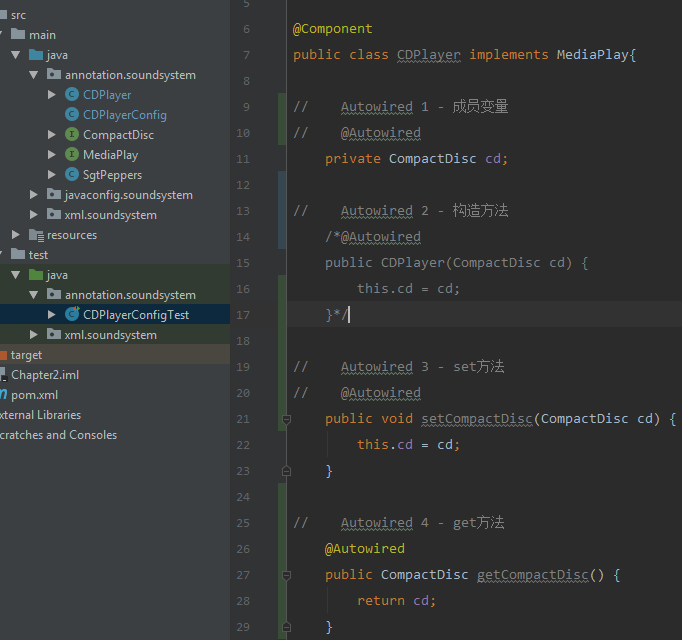 src
main
java
annotation.soundsystem
CDPlayer
CDPlayerConfig
CompactDisc
MediaPlay
SgtPeppers
javaconfig.soundsystem
xml.soundsystem
resources
test
java
annotation.soundsystem
CDPlayerConfigTest
xml.soundsystem
target
Chapter2.iml
pom.xml
xternal Libraries
cratches and Consoles
5
6 @Component
7 public class CDPlayer implements MediaPlay{
8
9 // Autowired 1 - 成员变量
10 // @Autowired
11 private CompactDisc cd;
12
13 // Autowired 2 - 构造方法
14 /*@Autowired
15 public CDPlayer(CompactDisc cd) {
16 this.cd = cd;
17 }*/
18
19 // Autowired 3 - set方法
20 // @Autowired
21 public void setCompactDisc(CompactDisc cd) {
22 this.cd = cd;
23 }
24
25 // Autowired 4 - get方法
26 @Autowired
27 public CompactDisc getCompactDisc() {
28 return cd;
29 }